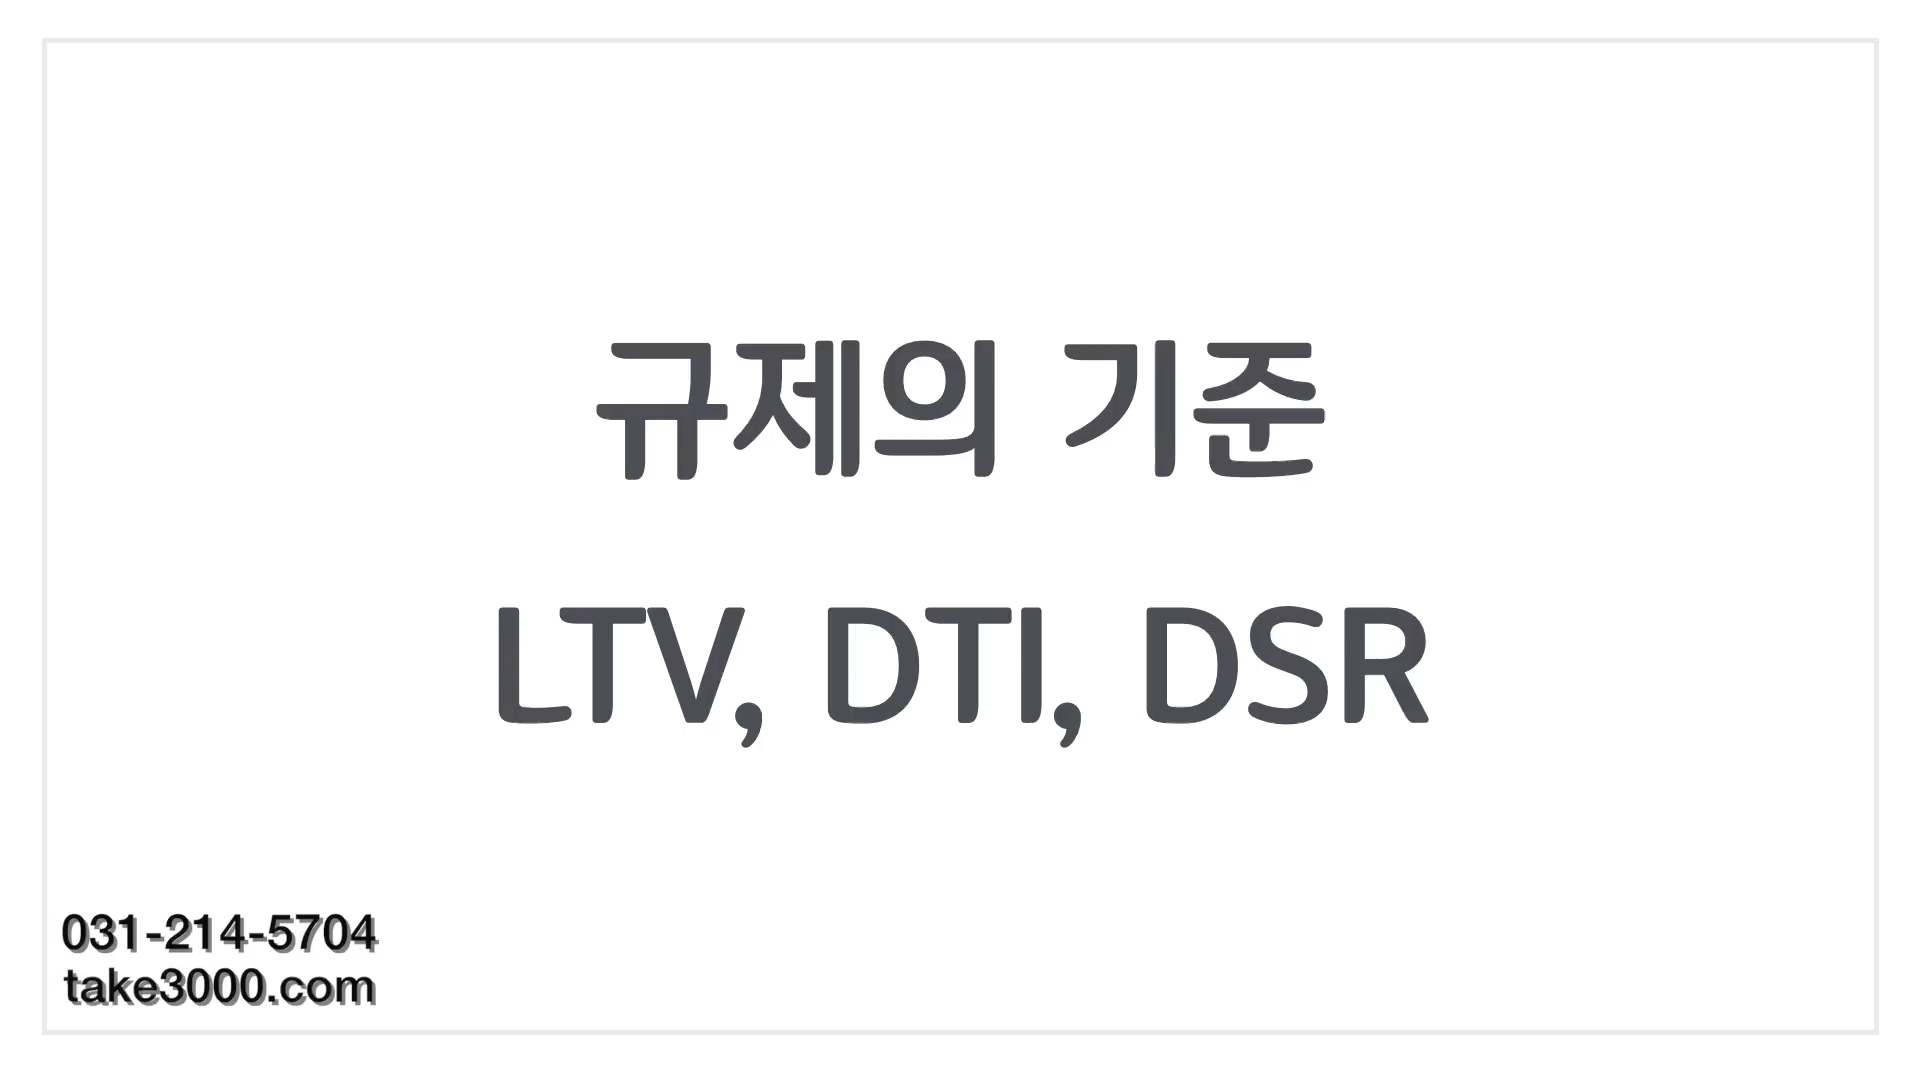 규제의 기준
LTV, DTI, DSR
031-214-5704
take3000.com